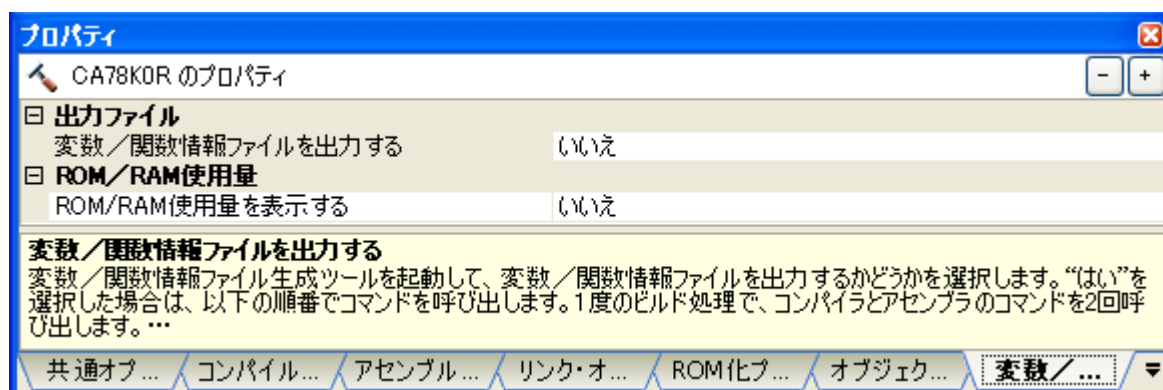 プロパティ
CA78K0R のプロパティ
出力ファイル
変数／関数情報ファイルを出力する いいえ
ROM／RAM使用量
ROM/RAM使用量を表示する いいえ
変数／関数情報ファイルを出力する
変数／関数情報ファイル生成ツールを起動して、変数／関数情報ファイルを出力するかどうかを選択します。“はい”を
選択した場合は、以下の順番でコマンドを呼び出します。1度のビルド処理で、コンパイラとアセンブラのコマンドを2回呼
び出します。…
共通オプ... コンパイル... アセンブル... リンク・オ... ROM化プ... オブジェク... 変数／...